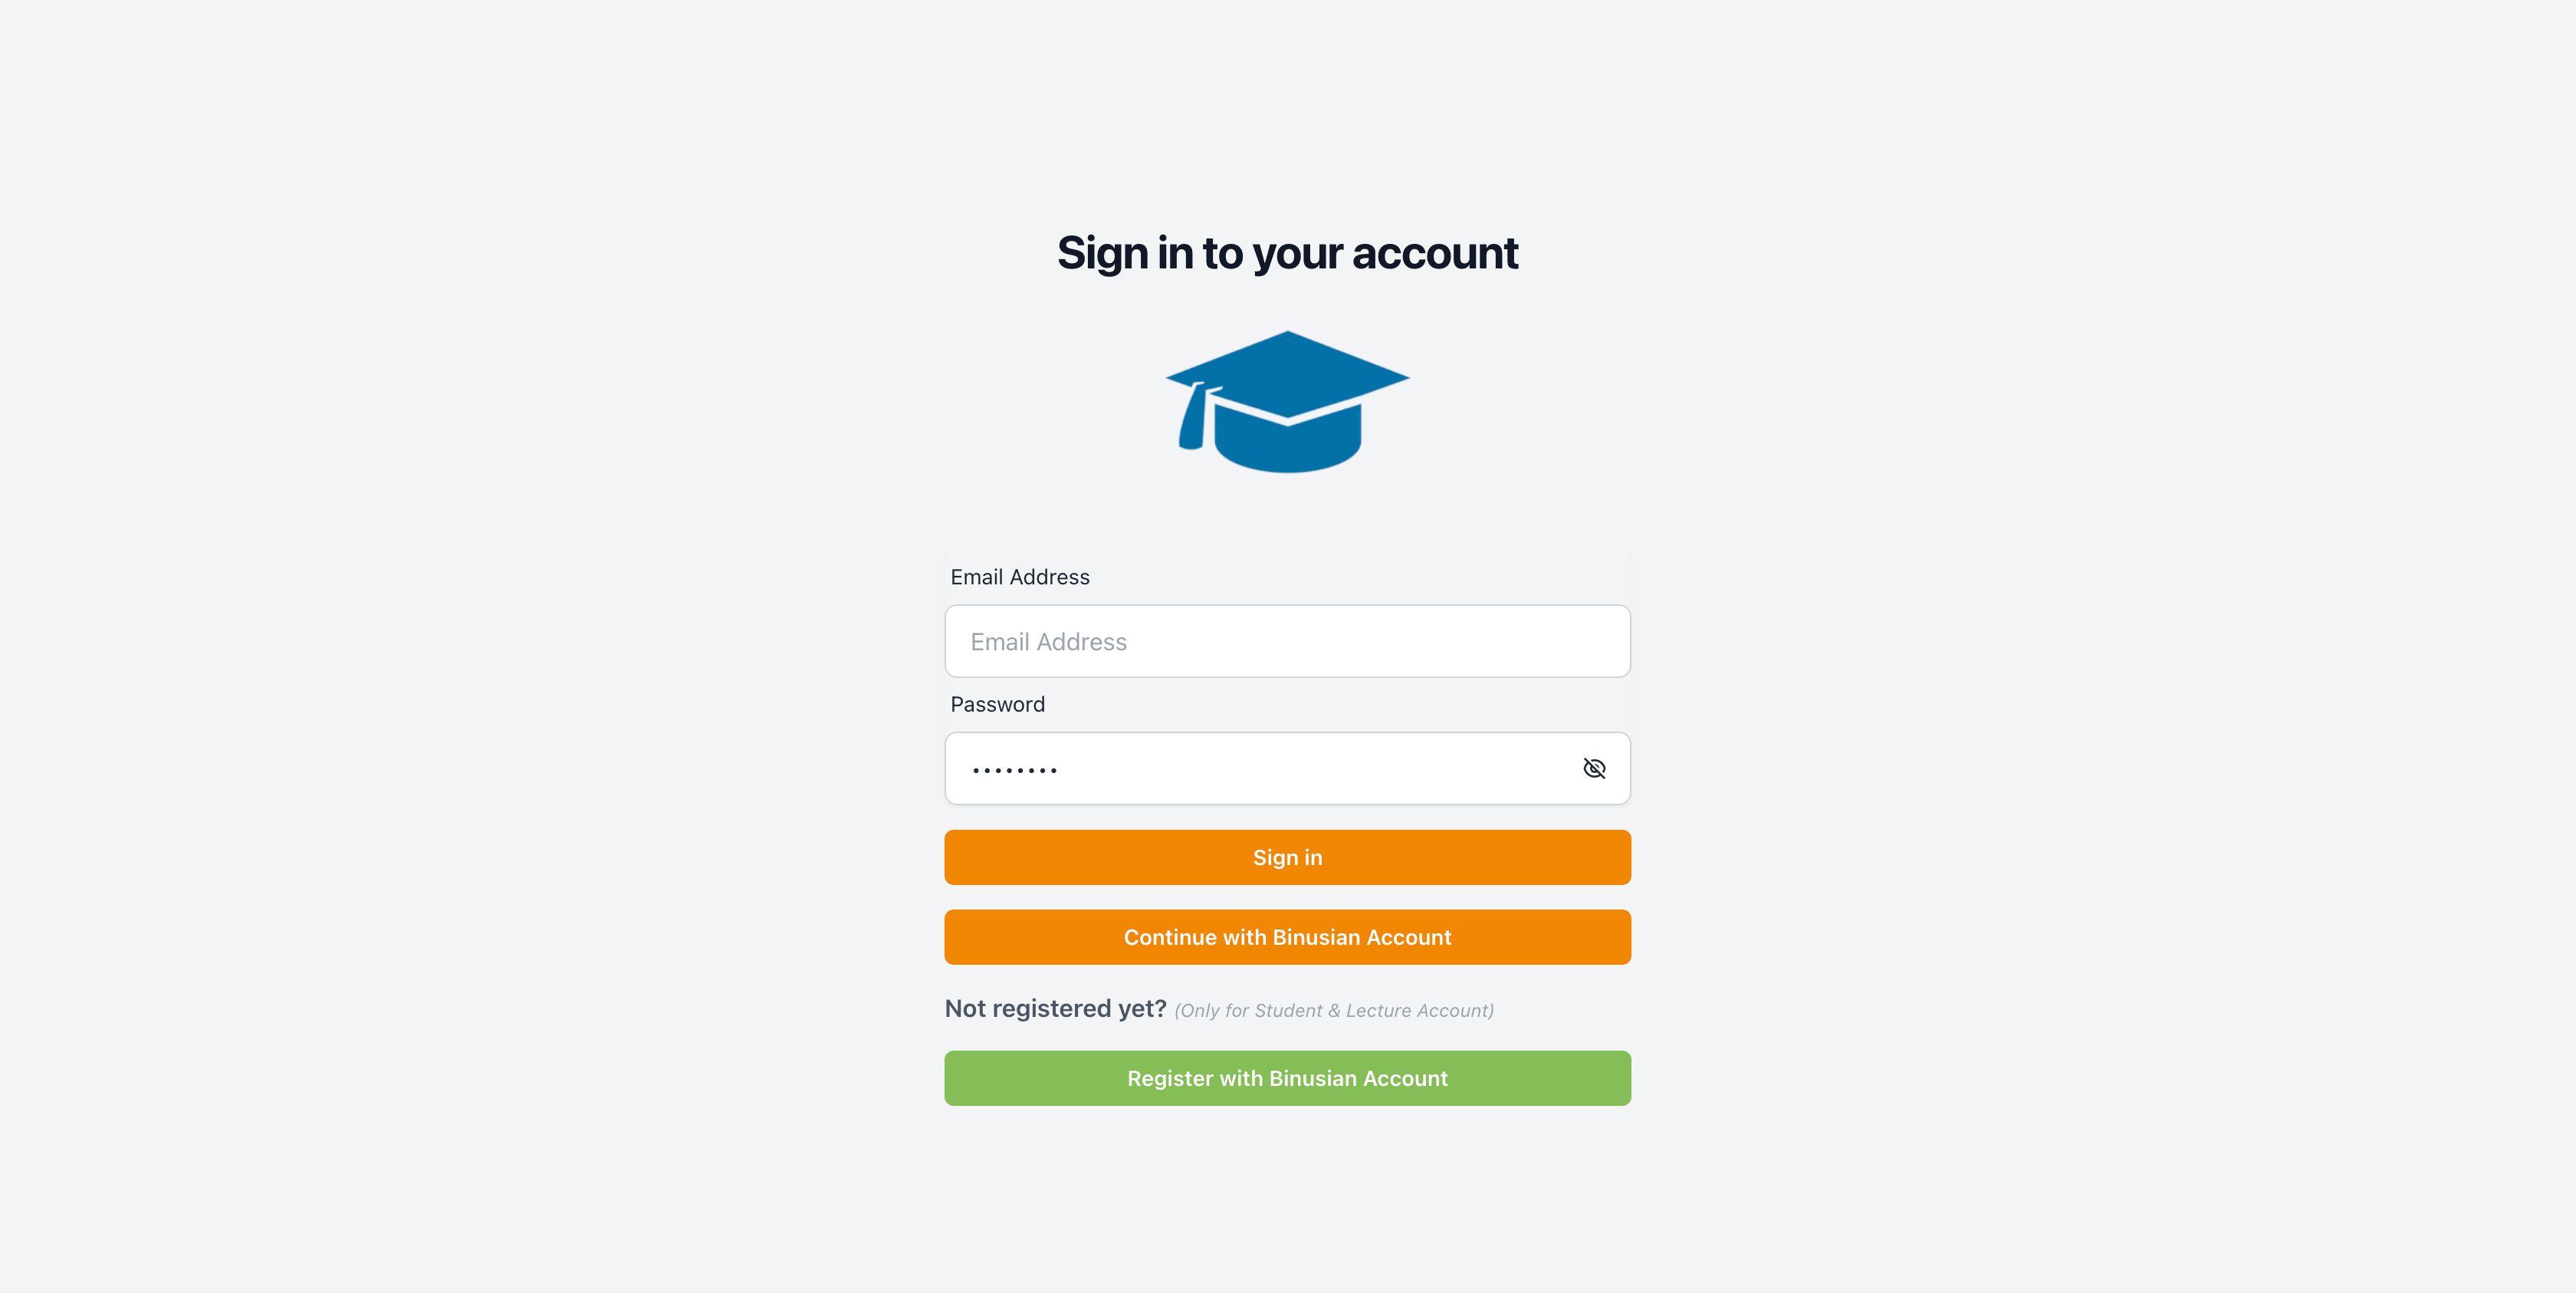 Sign in to your account
Email Address
Email Address
Password
••••••••
Sign in
Continue with Binusian Account
Not registered yet? (Only for Student & Lecture Account)
Register with Binusian Account